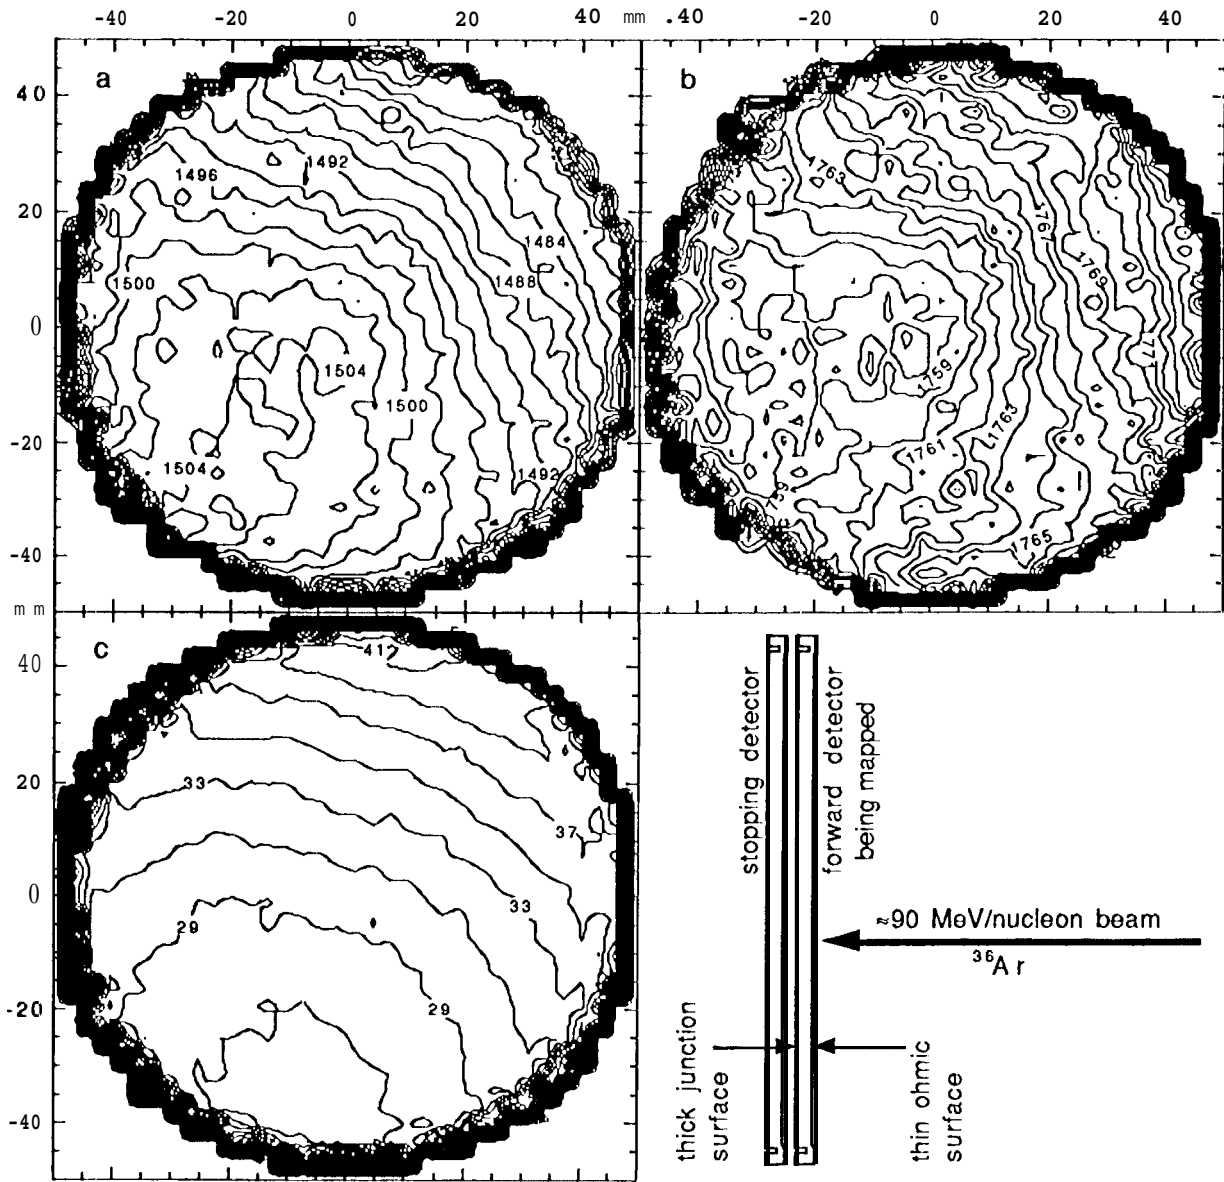 -40 -20 0 20 40 mm .40 -20 0 20 40
a
b
40
20
0
-20
-40
mm
1496
1492
1484
1500
1488
1504
1500
1504
1492
1763
1767
1769
1759
1763
1761
1765
c
41
40
20
0
-20
-40
33
37
33
29
29
stopping detector
forward detector
being mapped
≈90 MeV/nucleon beam
36Ar
thick junction
surface
thin ohmic
surface